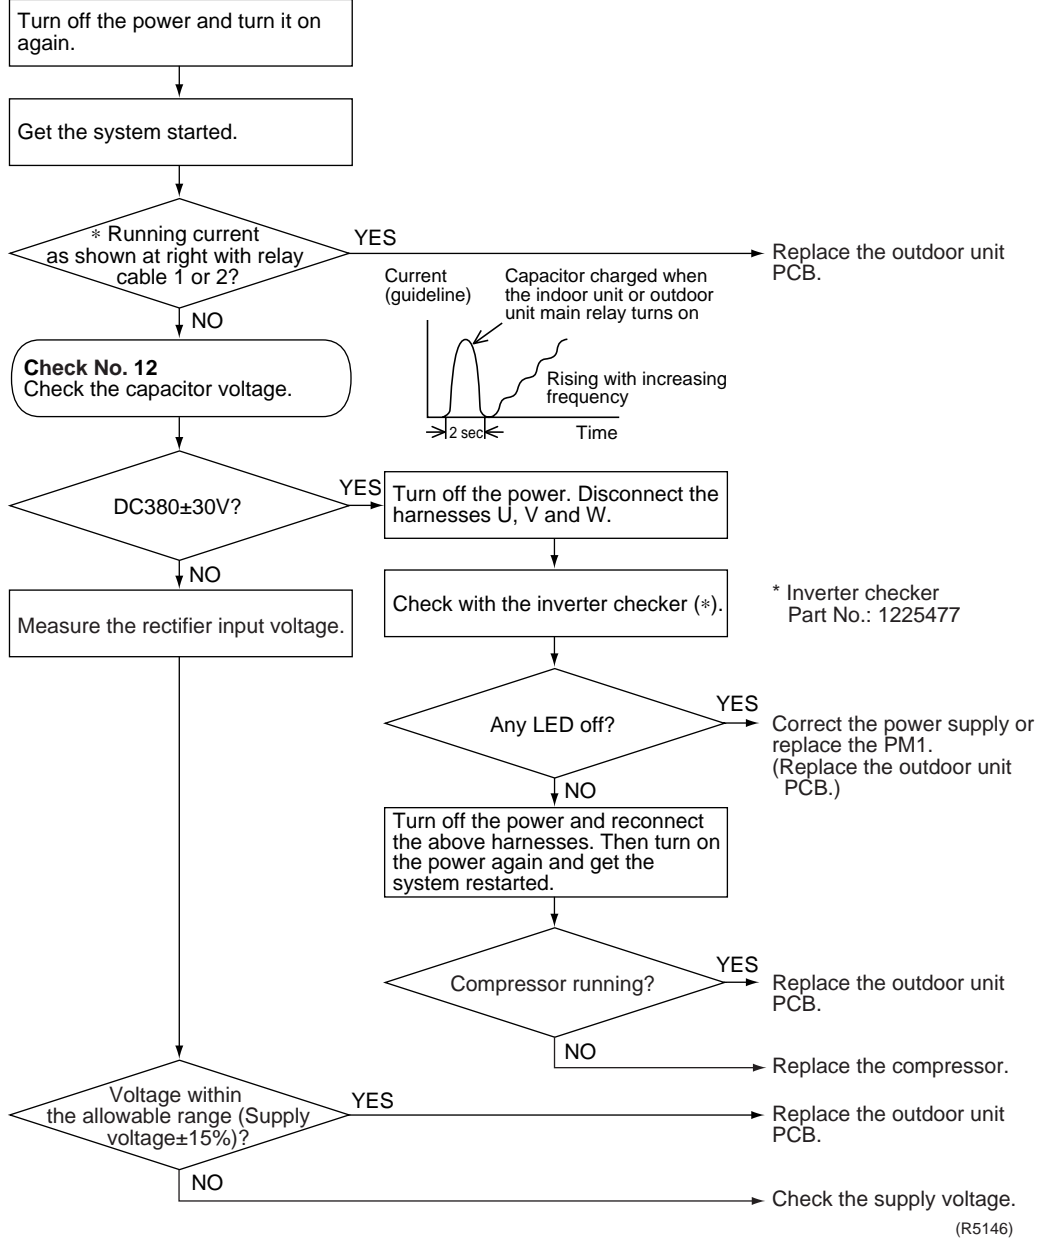 Turn off the power and turn it on
again.
Get the system started.
* Running current
as shown at right with relay
cable 1 or 2?
YES
Replace the outdoor unit
PCB.
NO
Current
(guideline)
Capacitor charged when
the indoor unit or outdoor
unit main relay turns on
Rising with increasing
frequency
2 sec
Time
Check No. 12
Check the capacitor voltage.
DC380±30V?
YES
Turn off the power. Disconnect the
harnesses U, V and W.
NO
Measure the rectifier input voltage.
Check with the inverter checker (*).
* Inverter checker
Part No.: 1225477
Any LED off?
YES
Correct the power supply or
replace the PM1.
(Replace the outdoor unit
PCB.)
NO
Turn off the power and reconnect
the above harnesses. Then turn on
the power again and get the
system restarted.
Compressor running?
YES
Replace the outdoor unit
PCB.
NO
Replace the compressor.
Voltage within
the allowable range (Supply
voltage±15%)?
YES
Replace the outdoor unit
PCB.
NO
Check the supply voltage.
(R5146)